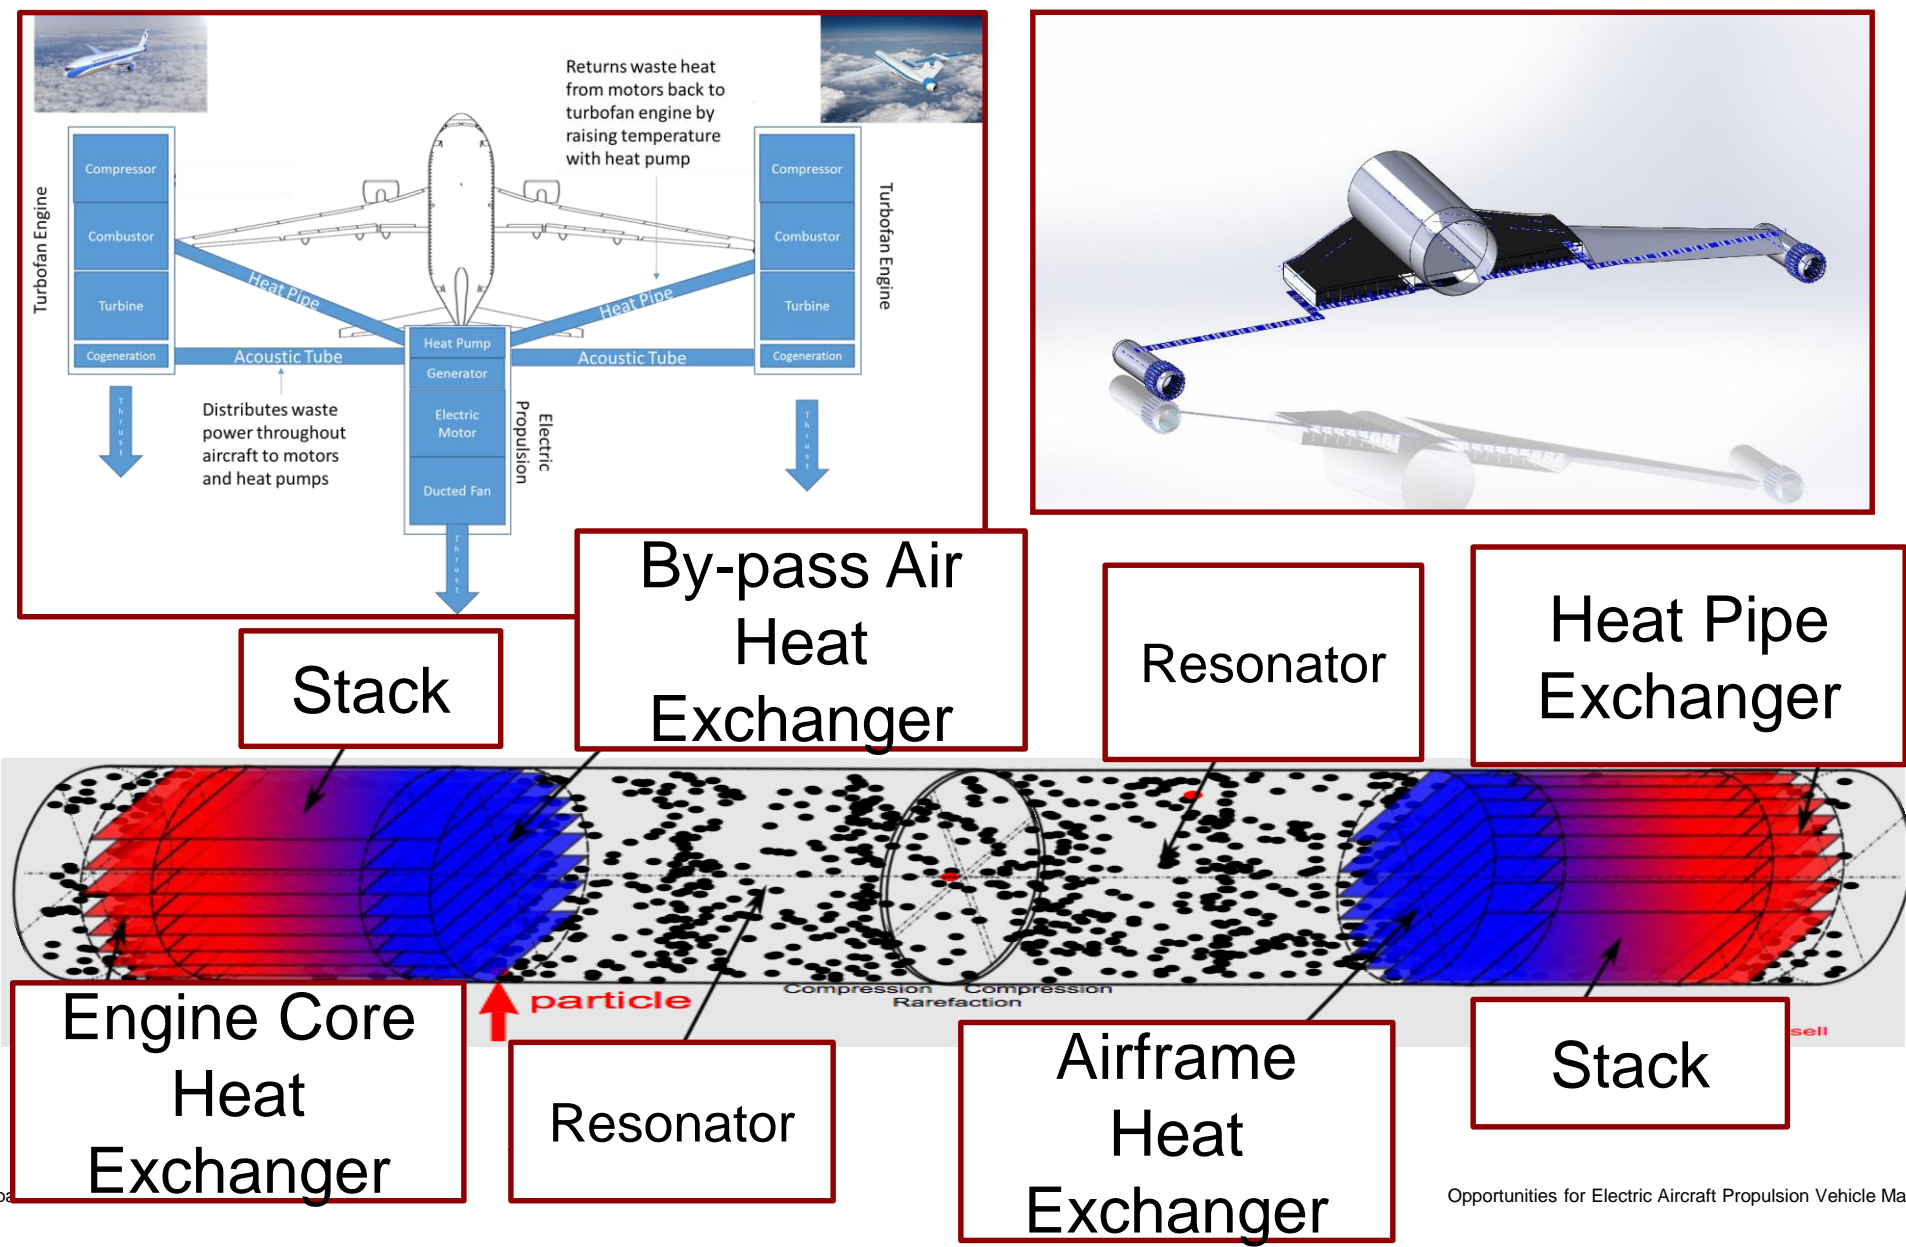 Returns waste heat
from motors back to
turbofan engine by
raising temperature
with heat pump
Turbofan Engine
Compressor
Combustor
Turbine
Cogeneration
Thrust
Heat Pipe
Acoustic Tube
Distributes waste
power throughout
aircraft to motors
and heat pumps
Heat Pump
Generator
Electric
Motor
Ducted Fan
Thrust
Electric
Propulsion
Heat Pipe
Acoustic Tube
Compressor
Combustor
Turbine
Cogeneration
Thrust
Turbofan Engine
Stack
By-pass Air
Heat
Exchanger
Resonator
Heat Pipe
Exchanger
particle
Compression
Compression
Rarefaction
sell
Engine Core
Heat
Exchanger
Resonator
Airframe
Heat
Exchanger
Stack
Opportunities for Electric Aircraft Propulsion Vehicle Ma